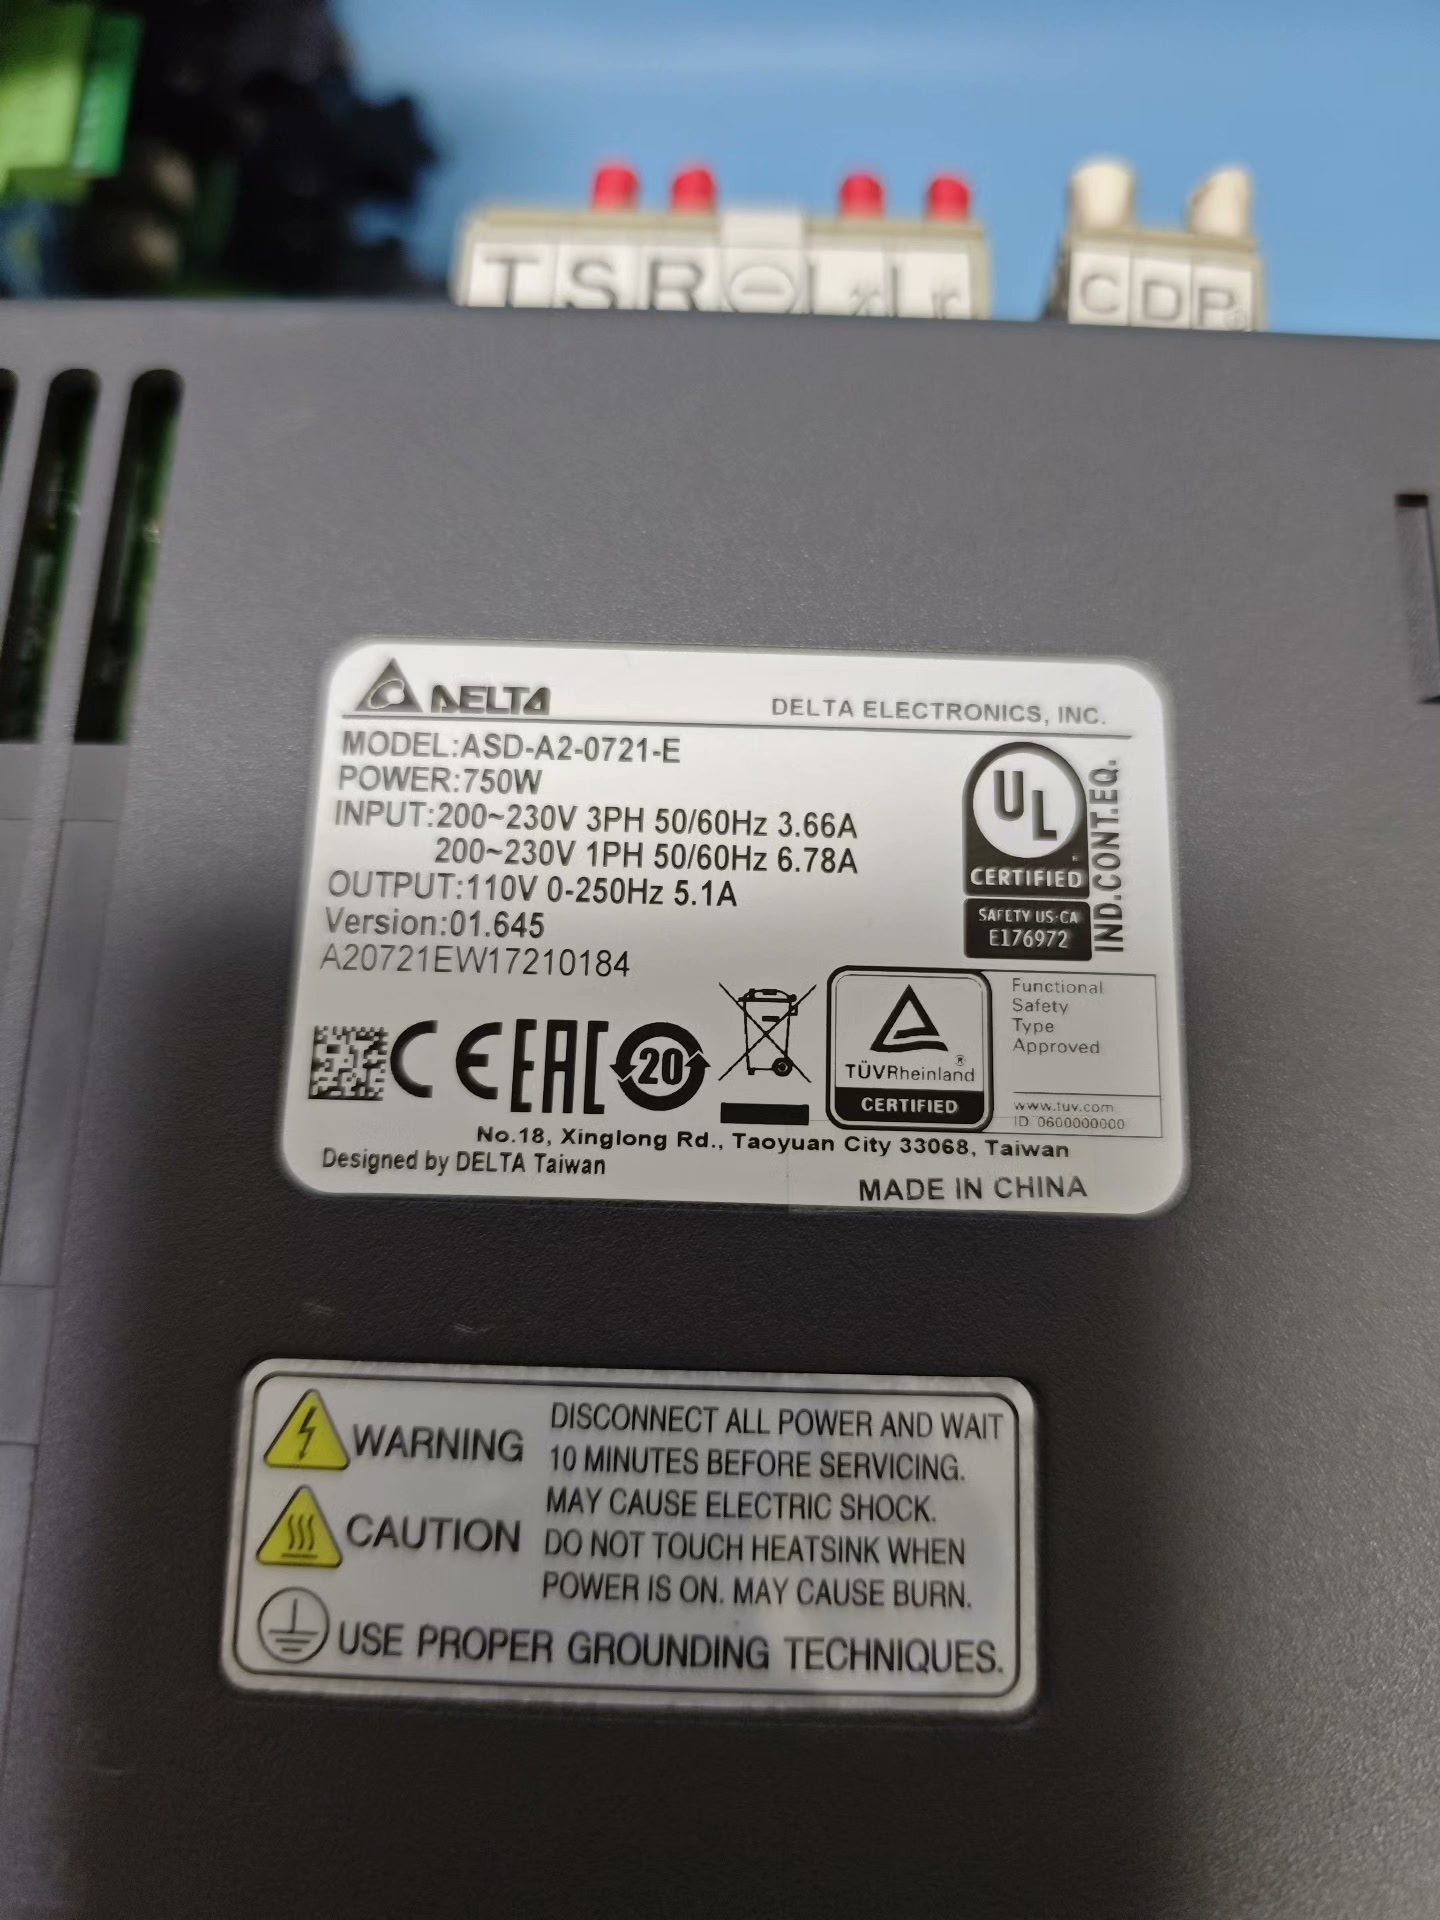 T S R L₂c L₁c
C D P⊕
DELTA
DELTA ELECTRONICS, INC.
MODEL:ASD-A2-0721-E
POWER:750W
INPUT:200~230V 3PH 50/60Hz 3.66A
200~230V 1PH 50/60Hz 6.78A
OUTPUT:110V 0-250Hz 5.1A
Version:01.645
A20721EW17210184
UL
CERTIFIED
SAFETY US·CA
E176972
IND.CONT.EQ.
CE EAC 20
TÜVRheinland®
CERTIFIED
Functional
Safety
Type
Approved
www.tuv.com
ID 0600000000
No.18, Xinglong Rd., Taoyuan City 33068, Taiwan
Designed by DELTA Taiwan
MADE IN CHINA
WARNING
DISCONNECT ALL POWER AND WAIT
10 MINUTES BEFORE SERVICING.
MAY CAUSE ELECTRIC SHOCK.
CAUTION
DO NOT TOUCH HEATSINK WHEN
POWER IS ON. MAY CAUSE BURN.
USE PROPER GROUNDING TECHNIQUES.